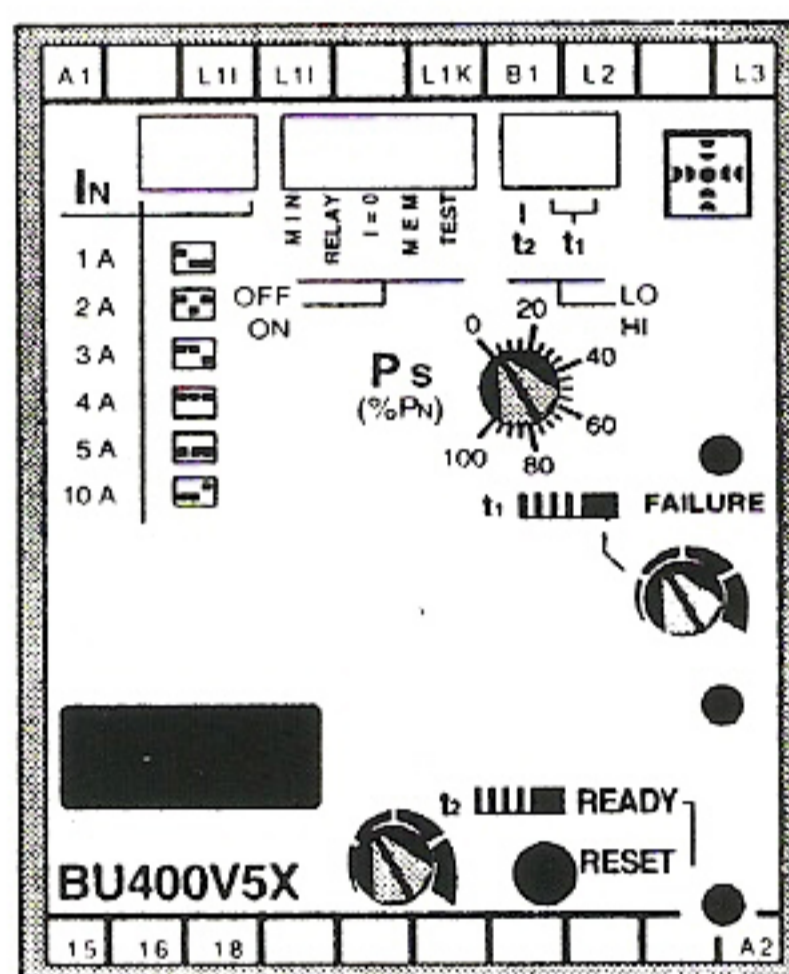 A1 L1I L1I L1K B1 L2 L3
IN
MIN RELAY I=0 MEM TEST
t2 t1
1 A
2 A
3 A
4 A
5 A
10 A
OFF
ON
LO
HI
Ps
(%PN)
0 20 40 60 80 100
t1 FAILURE
t2 READY
RESET
BU400V5X
15 16 18 A2